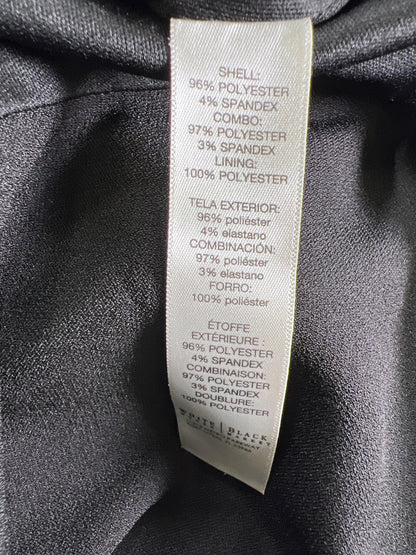 SHELL:
96% POLYESTER
4% SPANDEX
COMBO:
97% POLYESTER
3% SPANDEX
LINING:
100% POLYESTER
TELA EXTERIOR:
96% poliéster
4% elastano
COMBINACIÓN:
97% poliéster
3% elastano
FORRO:
100% poliéster
ÉTOFFE
EXTÉRIEURE :
96% POLYESTER
4% SPANDEX
COMBINAISON:
97% POLYESTER
3% SPANDEX
DOUBLURE:
100% POLYESTER
WHITE | BLACK